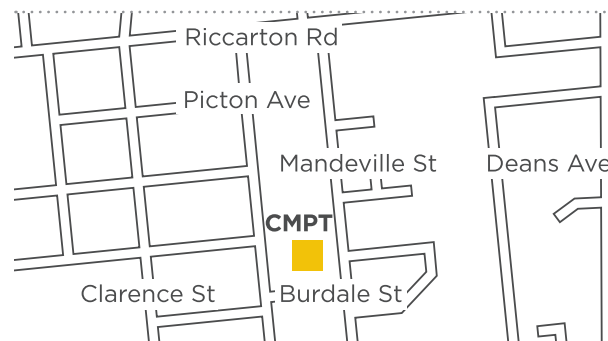 Riccarton Rd
Picton Ave
Mandeville St
Deans Ave
CMPT
Clarence St
Burdale St